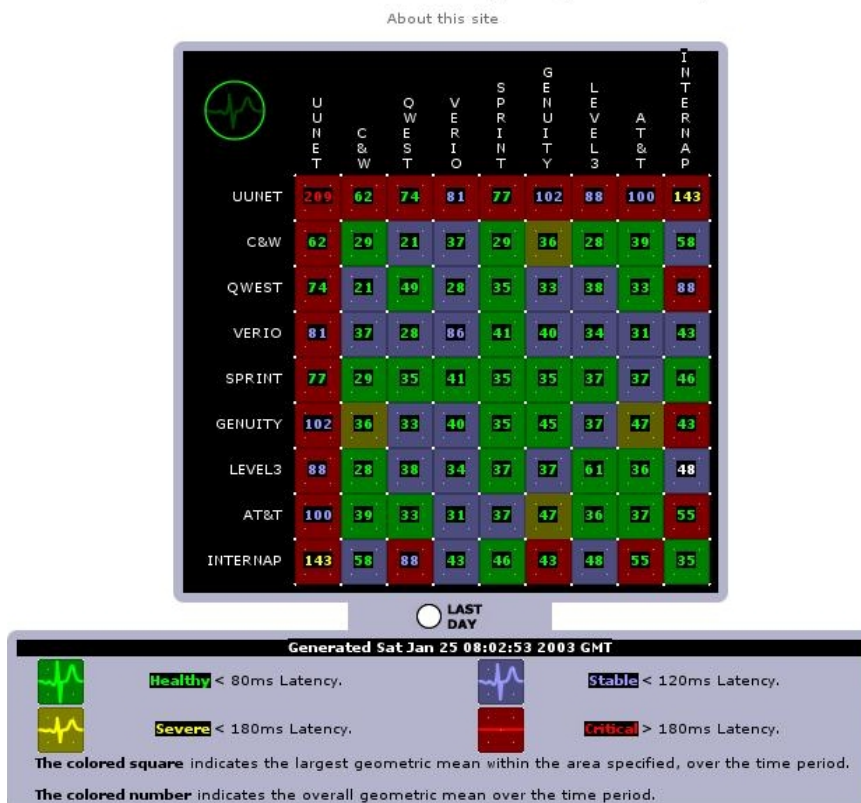 About this site
UUNET C&W QWEST VERIO SPRINT GENUITY LEVEL3 AT&T INTERNAP
UUNET 209 62 74 81 77 102 88 100 143
C&W 62 29 21 37 29 36 28 39 58
QWEST 74 21 49 28 35 33 38 33 88
VERIO 81 37 28 86 41 40 34 31 43
SPRINT 77 29 35 41 35 35 37 37 46
GENUITY 102 36 33 40 35 45 37 47 43
LEVEL3 88 28 38 34 37 37 61 36 48
AT&T 100 39 33 31 37 47 36 37 55
INTERNAP 143 58 88 43 46 43 48 55 35
LAST
DAY
Generated Sat Jan 25 08:02:53 2003 GMT
Healthy < 80ms Latency. Stable < 120ms Latency.
Severe < 180ms Latency. Critical > 180ms Latency.
The colored square indicates the largest geometric mean within the area specified, over the time period.
The colored number indicates the overall geometric mean over the time period.